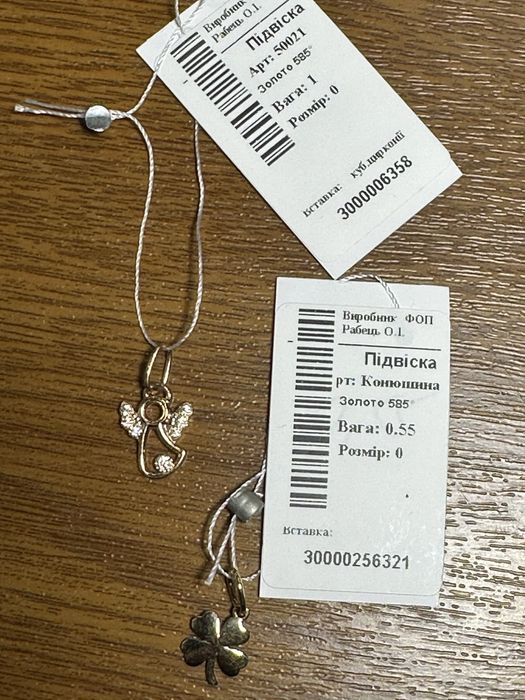 Виробник
Рабець О.І.
Підвіска
Арт: 50021
Золото 585°
Вага: 1
Розмір: 0
Вставка: куб.цирконії
3000006358
Виробник ФОП
Рабець О.І.
Підвіска
рт: Конюшина
Золото 585°
Вага: 0.55
Розмір: 0
Вставка:
30000256321